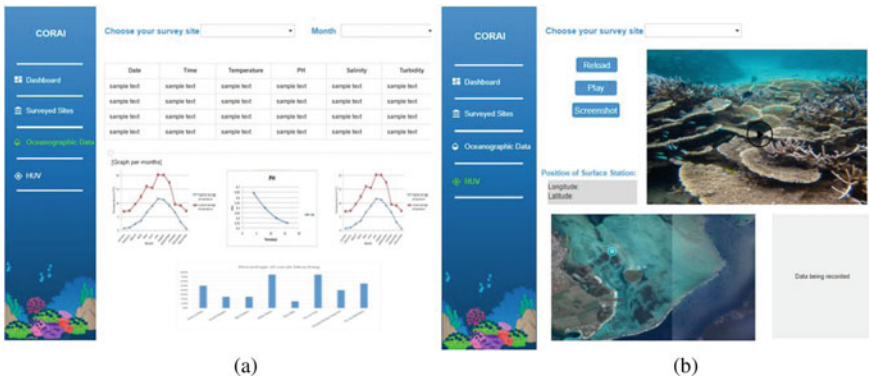 CORAI
Dashboard
Surveyed Sites
Oceanographic Data
HUV
Choose your survey site
Month
Date Time Temperature PH Salinity Turbidity
sample text sample text sample text sample text sample text sample text
sample text sample text sample text sample text sample text sample text
sample text sample text sample text sample text sample text sample text
sample text sample text sample text sample text sample text sample text
[Graph per months]
PH
(a)
CORAI
Dashboard
Surveyed Sites
Oceanographic Data
HUV
Choose your survey site
Reload
Play
Screenshot
Position of Surface Station:
Longitude:
Latitude
Data being recorded
(b)